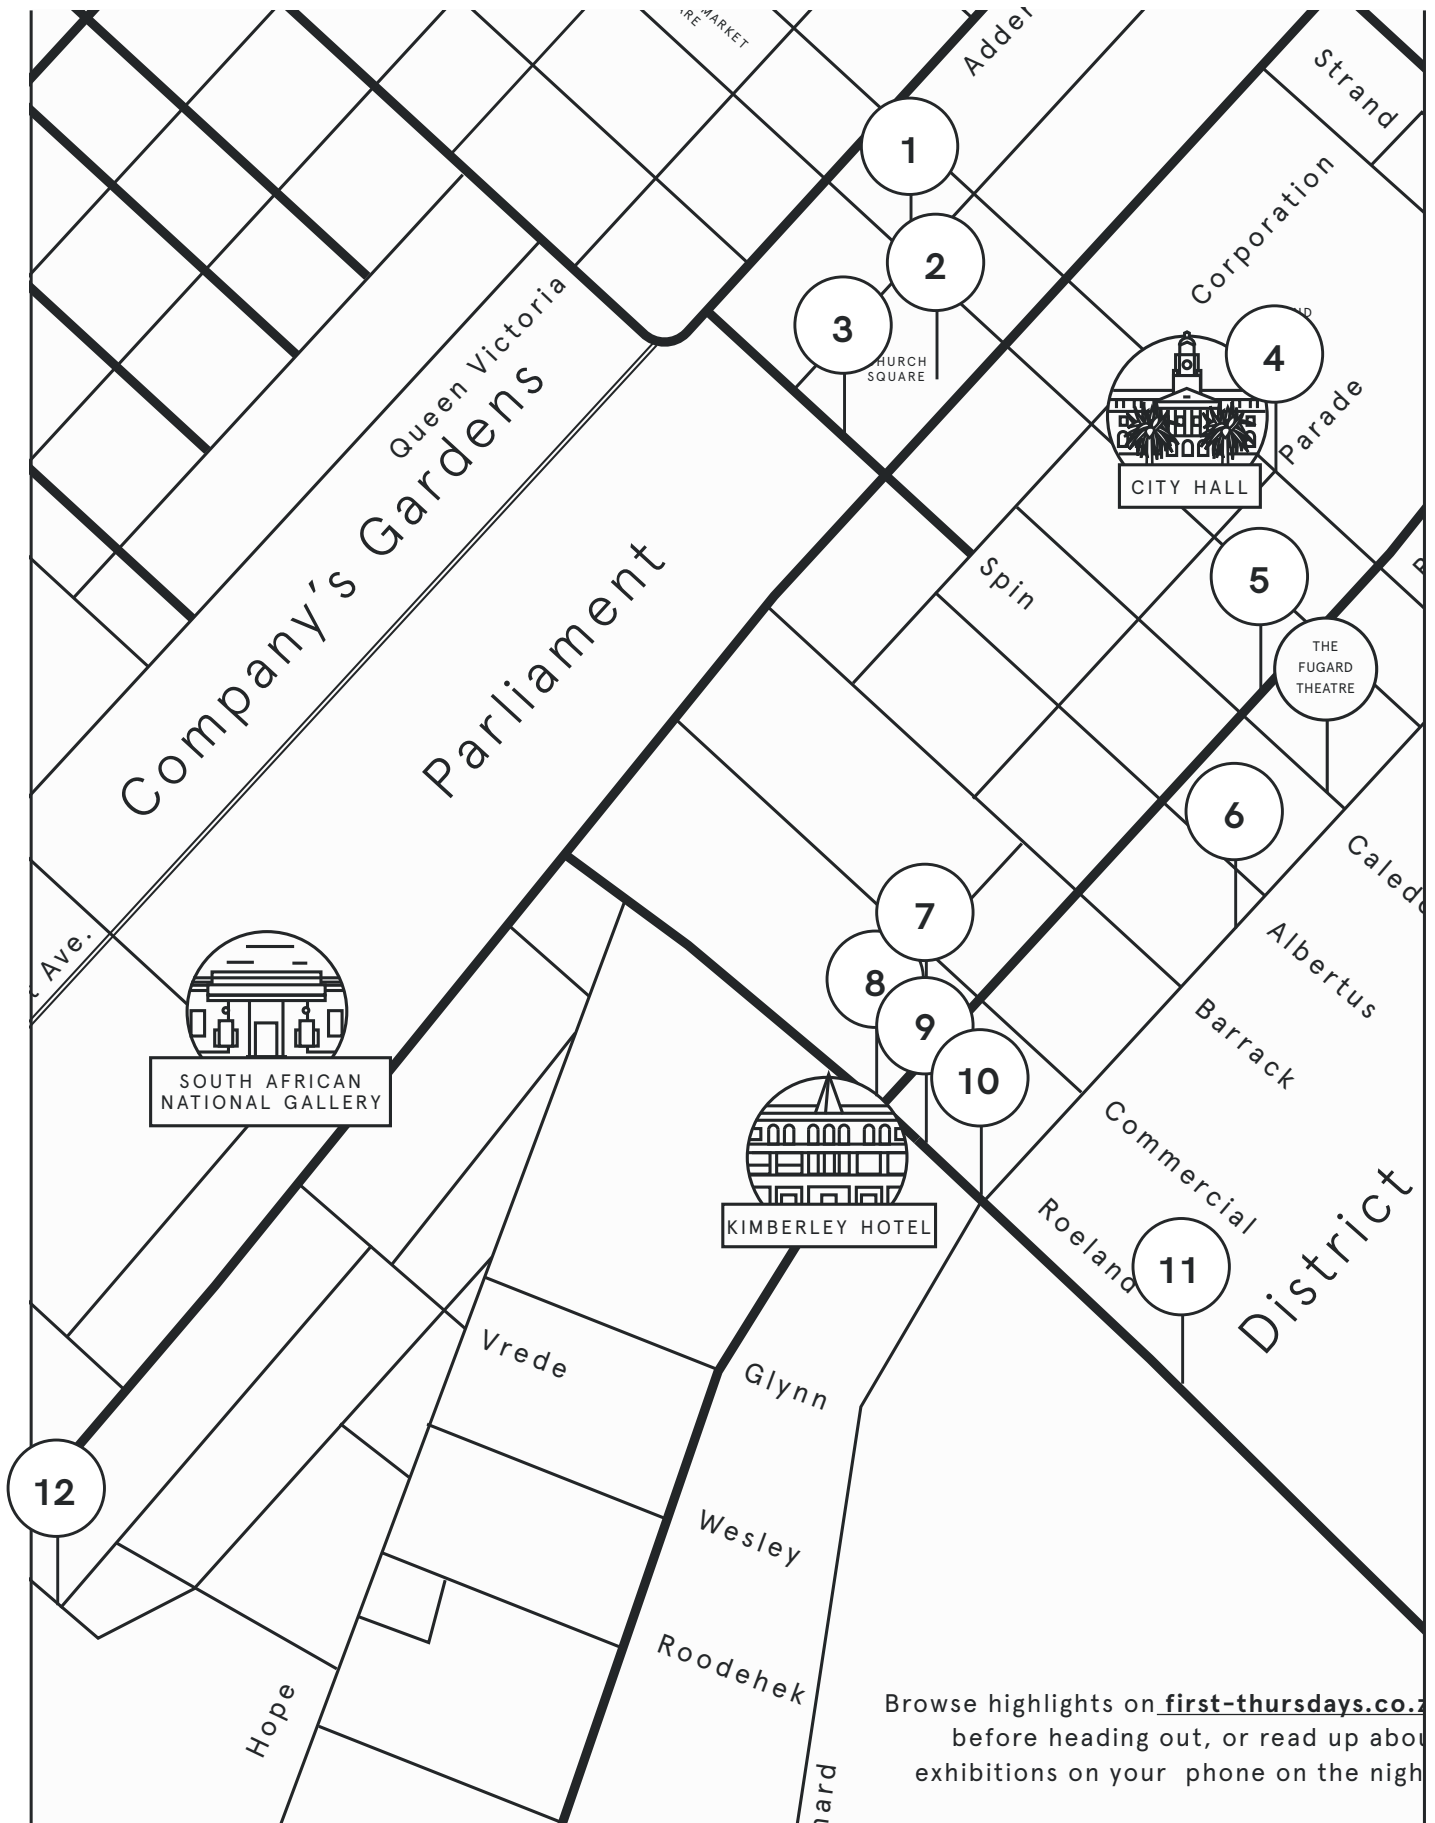 MARKET
Adder
Strand
1
Corporation
2
3
4
CHURCH
SQUARE
Queen Victoria
Parade
CITY HALL
Company's Gardens
Parliament
Spin
5
THE
FUGARD
THEATRE
6
Caled
Albertus
7
8
9
10
Ave.
Barrack
SOUTH AFRICAN
NATIONAL GALLERY
Commercial
KIMBERLEY HOTEL
Roeland
11
District
Vrede
Glynn
12
Wesley
Roodehek
Hope
Browse highlights on first-thursdays.co.z
before heading out, or read up abou
exhibitions on your phone on the nigh